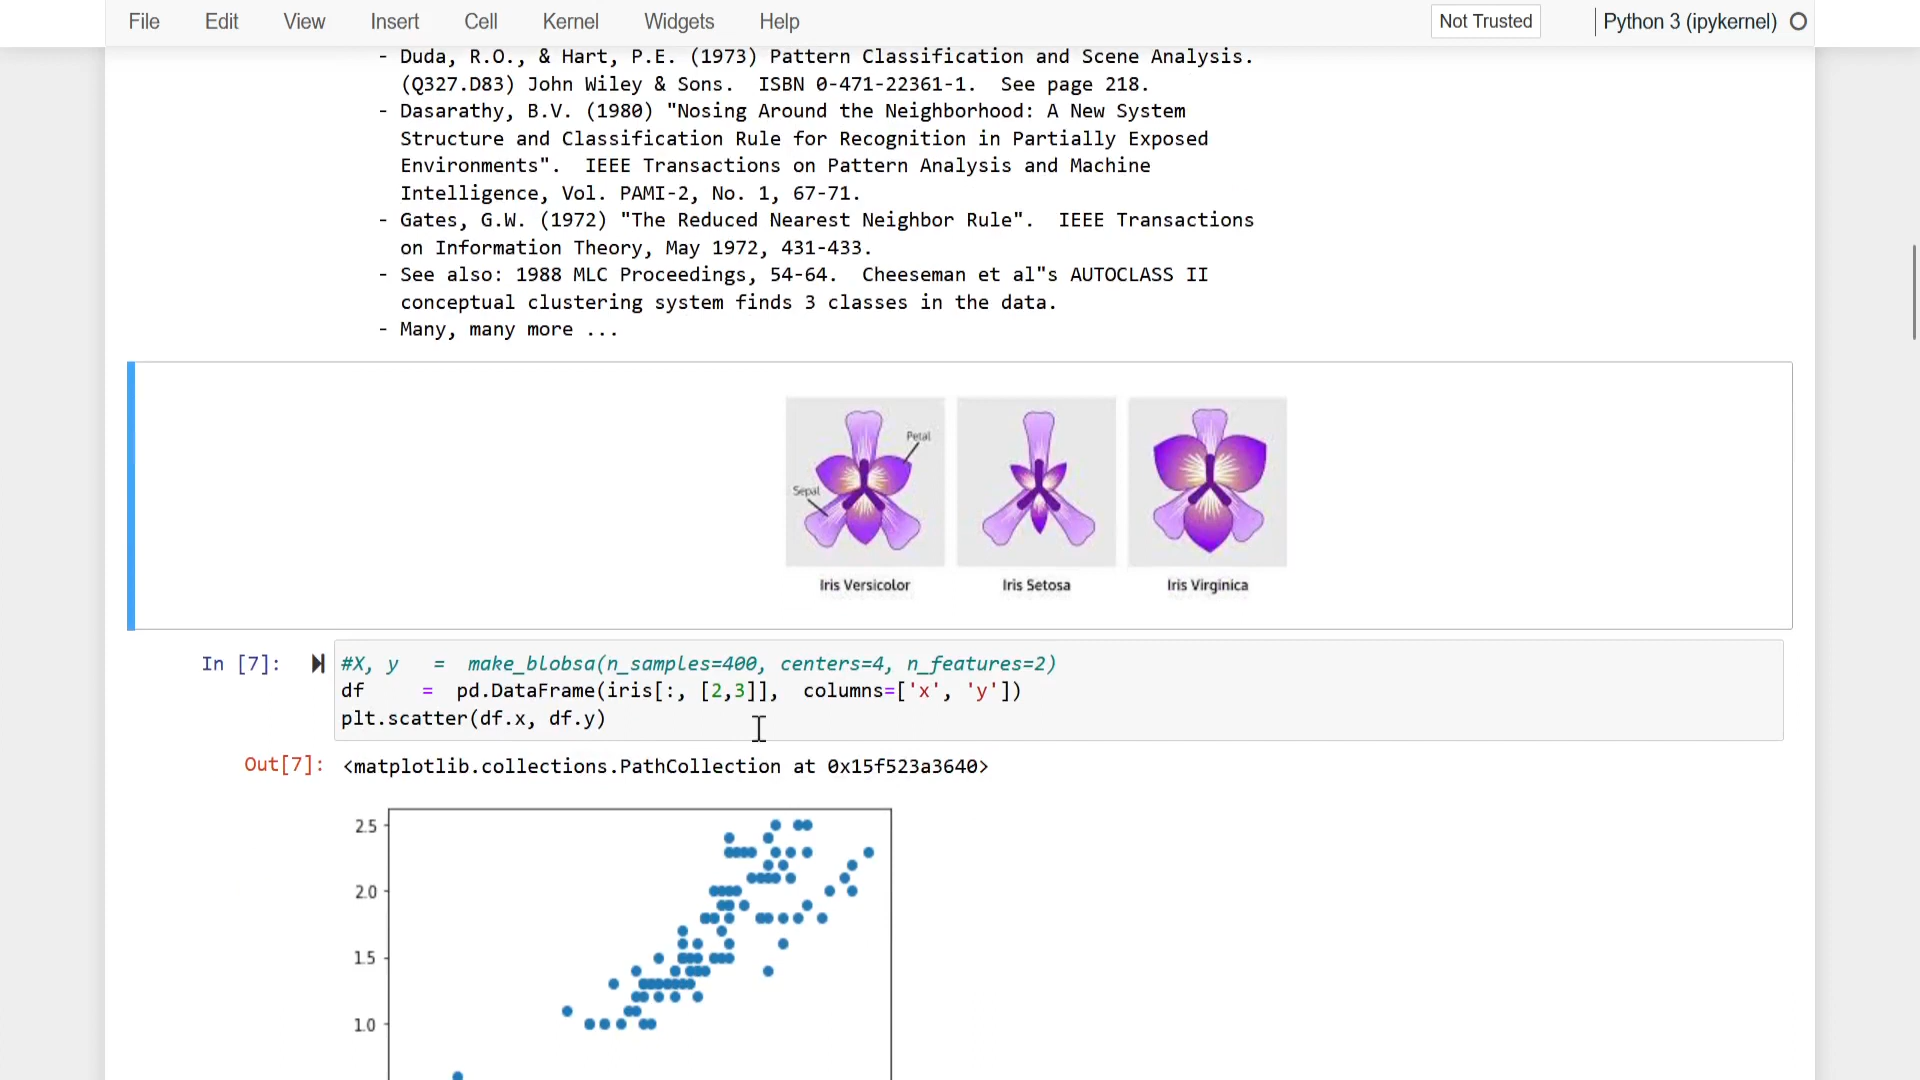 File Edit View Insert Cell Kernel Widgets Help Not Trusted Python 3 (ipykernel)
- Duda, R.O., & Hart, P.E. (1973) Pattern Classification and Scene Analysis.
(Q327.D83) John Wiley & Sons. ISBN 0-471-22361-1. See page 218.
- Dasarathy, B.V. (1980) "Nosing Around the Neighborhood: A New System
Structure and Classification Rule for Recognition in Partially Exposed
Environments". IEEE Transactions on Pattern Analysis and Machine
Intelligence, Vol. PAMI-2, No. 1, 67-71.
- Gates, G.W. (1972) "The Reduced Nearest Neighbor Rule". IEEE Transactions
on Information Theory, May 1972, 431-433.
- See also: 1988 MLC Proceedings, 54-64. Cheeseman et al"s AUTOCLASS II
conceptual clustering system finds 3 classes in the data.
- Many, many more ...
Petal
Sepal
Iris Versicolor Iris Setosa Iris Virginica
In [7]: #X, y = make_blobsa(n_samples=400, centers=4, n_features=2)
df = pd.DataFrame(iris[:, [2,3]], columns=['x', 'y'])
plt.scatter(df.x, df.y)
Out[7]: <matplotlib.collections.PathCollection at 0x15f523a3640>
2.5
2.0
1.5
1.0